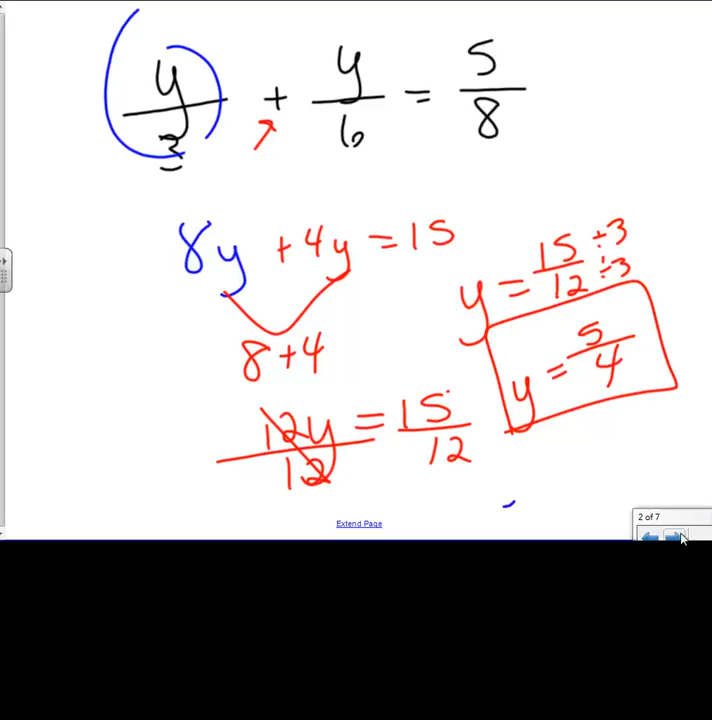 y/3 + y/6 = 5/8
8y + 4y = 15
8 + 4
12y/12 = 15/12
y = 15/12 ÷3/÷3
y = 5/4
Extend Page
2 of 7